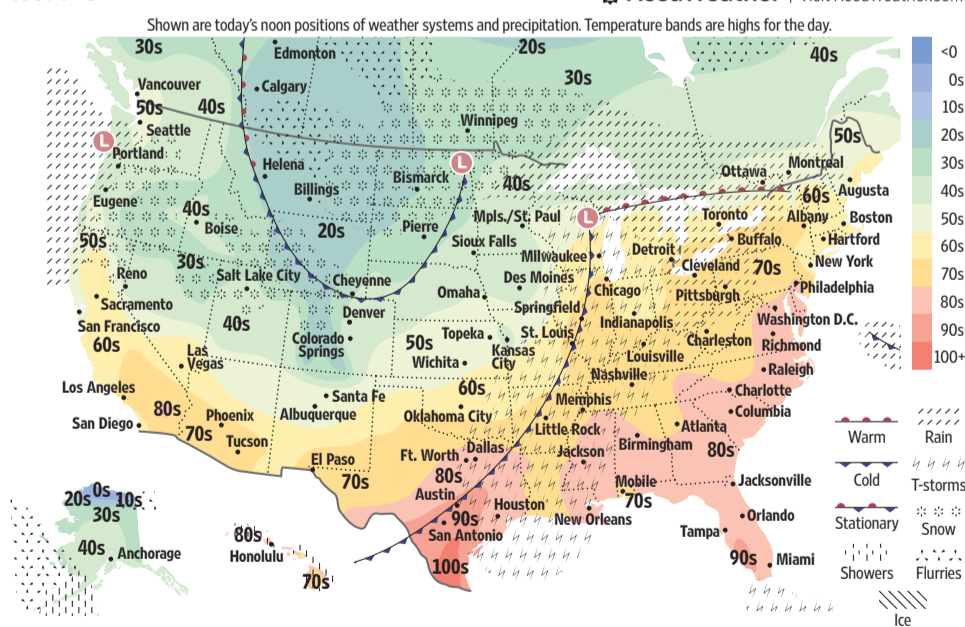 Shown are today's noon positions of weather systems and precipitation. Temperature bands are highs for the day.
30s
Edmonton
20s
40s
<0
Vancouver
Calgary
30s
0s
50s
40s
10s
Seattle
Winnipeg
50s
20s
L
Portland
Helena
L
Ottawa
Montreal
30s
Billings
Bismarck
40s
Augusta
40s
Eugene
40s
L
60s
Boise
20s
Pierre
Mpls./St. Paul
Toronto
Albany
Boston
50s
50s
Sioux Falls
Buffalo
Hartford
60s
30s
Milwaukee
Detroit
Cleveland
70s
New York
Reno
Salt Lake City
Cheyenne
Des Moines
70s
Sacramento
Omaha
Chicago
Pittsburgh
Philadelphia
80s
Denver
Springfield
Indianapolis
Washington D.C.
San Francisco
40s
Colorado
Springs
50s
Topeka
St. Louis
Charleston
Richmond
90s
60s
Las
Vegas
Wichita
Kansas
City
Louisville
100+
Nashville
Raleigh
Los Angeles
Santa Fe
60s
Memphis
Charlotte
80s
Phoenix
Albuquerque
Oklahoma City
Columbia
San Diego
70s
Little Rock
Atlanta
Warm
Rain
Tucson
Ft. Worth
Dallas
Jackson
Birmingham
80s
El Paso
80s
70s
Mobile
Jacksonville
Cold
T-storms
Austin
Houston
70s
0s
20s
10s
30s
90s
New Orleans
Orlando
Stationary
Snow
80s
San Antonio
Tampa
40s
Anchorage
Honolulu
90s
Miami
100s
Showers
Flurries
70s
Ice